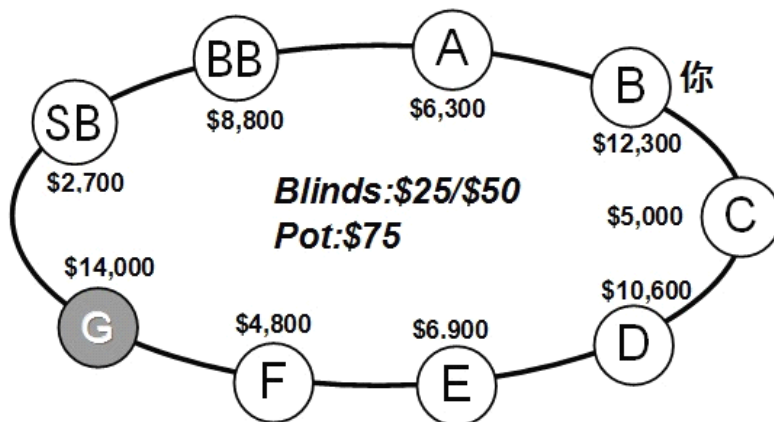 BB
A
B 你
SB
$8,800
$6,300
$12,300
$2,700
Blinds:$25/$50
$5,000
C
Pot:$75
$14,000
$10,600
G
$4,800
$6.900
D
F
E